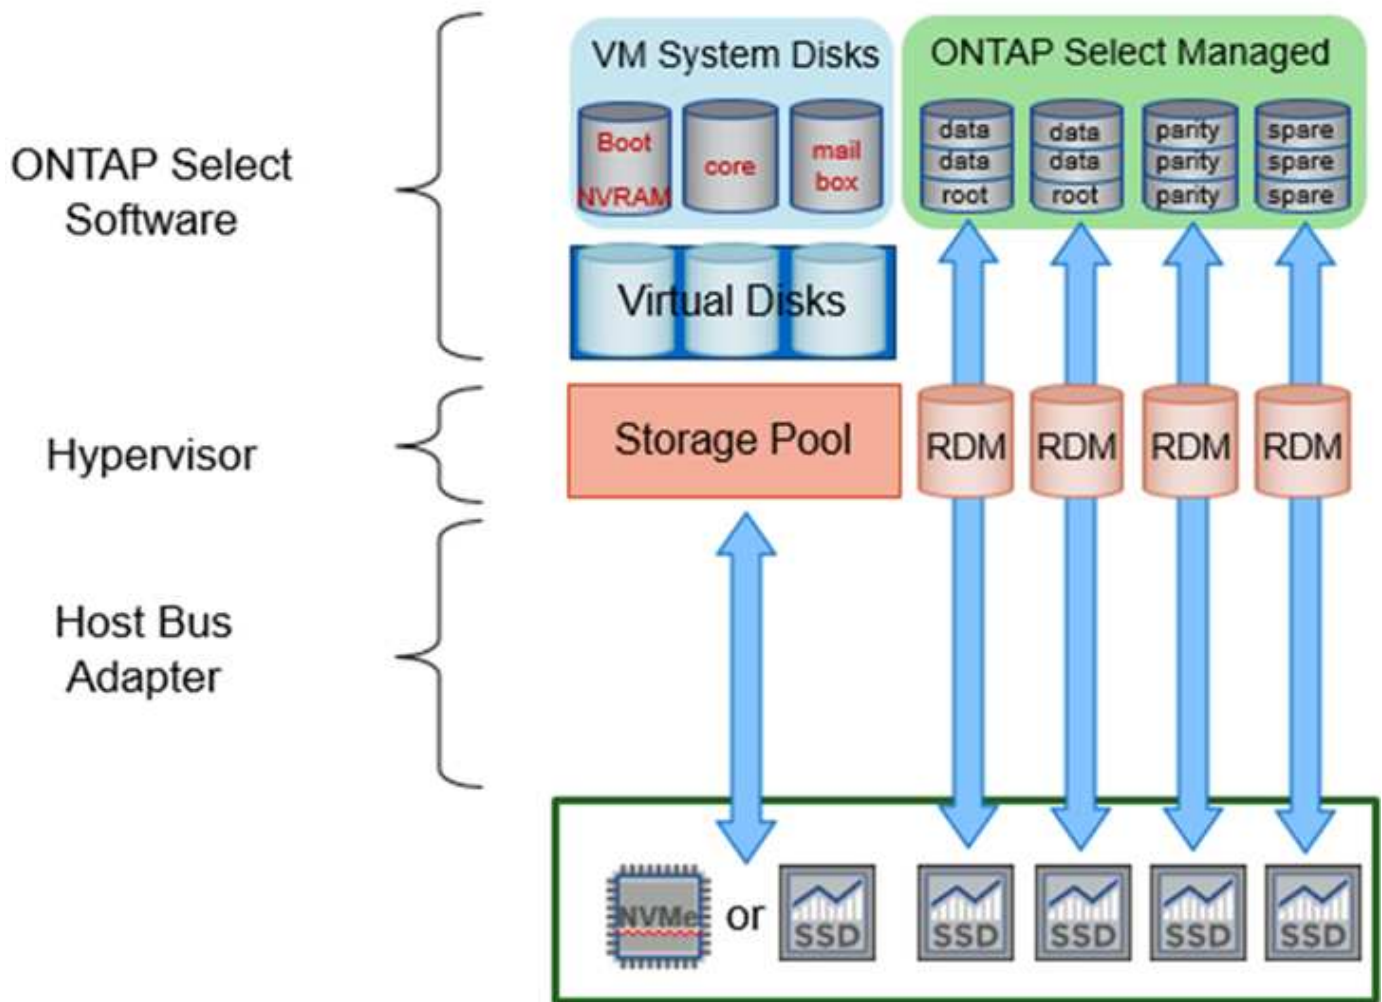 VM System Disks
ONTAP Select Managed
Boot
NVRAM
core
mail
box
data
data
root
data
data
root
parity
parity
parity
spare
spare
spare
ONTAP Select
Software
Virtual Disks
Hypervisor
Storage Pool
RDM
RDM
RDM
RDM
Host Bus
Adapter
NVMe
or
SSD
SSD
SSD
SSD
SSD